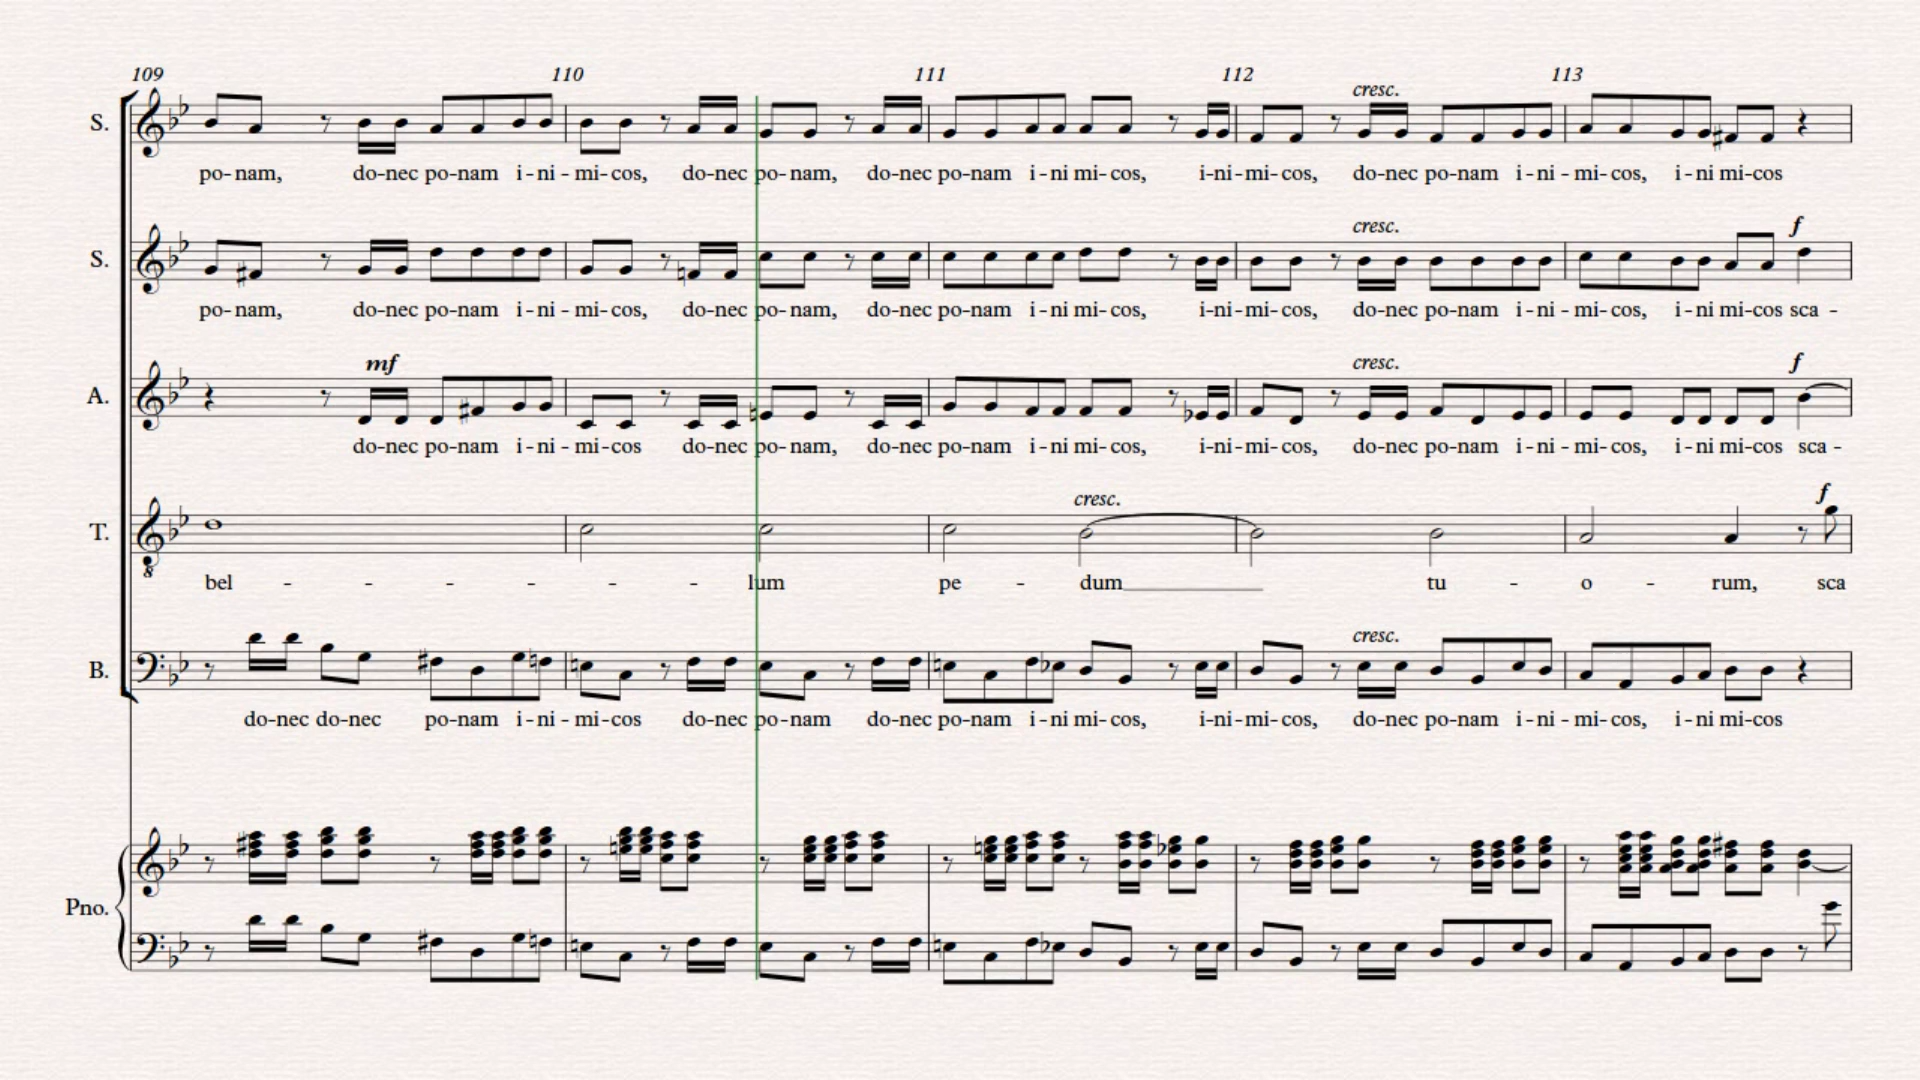 109 110 111 112 113
cresc.
S.
po-nam, do-nec po-nam i-ni-mi-cos, do-nec po-nam, do-nec po-nam i-ni mi-cos, i-ni-mi-cos, do-nec po-nam i-ni-mi-cos, i-ni mi-cos
cresc. f
S.
po-nam, do-nec po-nam i-ni-mi-cos, do-nec po-nam, do-nec po-nam i-ni mi-cos, i-ni-mi-cos, do-nec po-nam i-ni-mi-cos, i-ni mi-cos sca -
mf cresc. f
A.
do-nec po-nam i-ni-mi-cos do-nec po-nam, do-nec po-nam i-ni mi-cos, i-ni-mi-cos, do-nec po-nam i-ni-mi-cos, i-ni mi-cos sca -
cresc. f
T.
8
bel - - - - - - lum pe - dum tu - o - rum, sca
cresc.
B.
do-nec do-nec po-nam i-ni-mi-cos do-nec po-nam do-nec po-nam i-ni mi-cos, i-ni-mi-cos, do-nec po-nam i-ni-mi-cos, i-ni mi-cos
Pno.